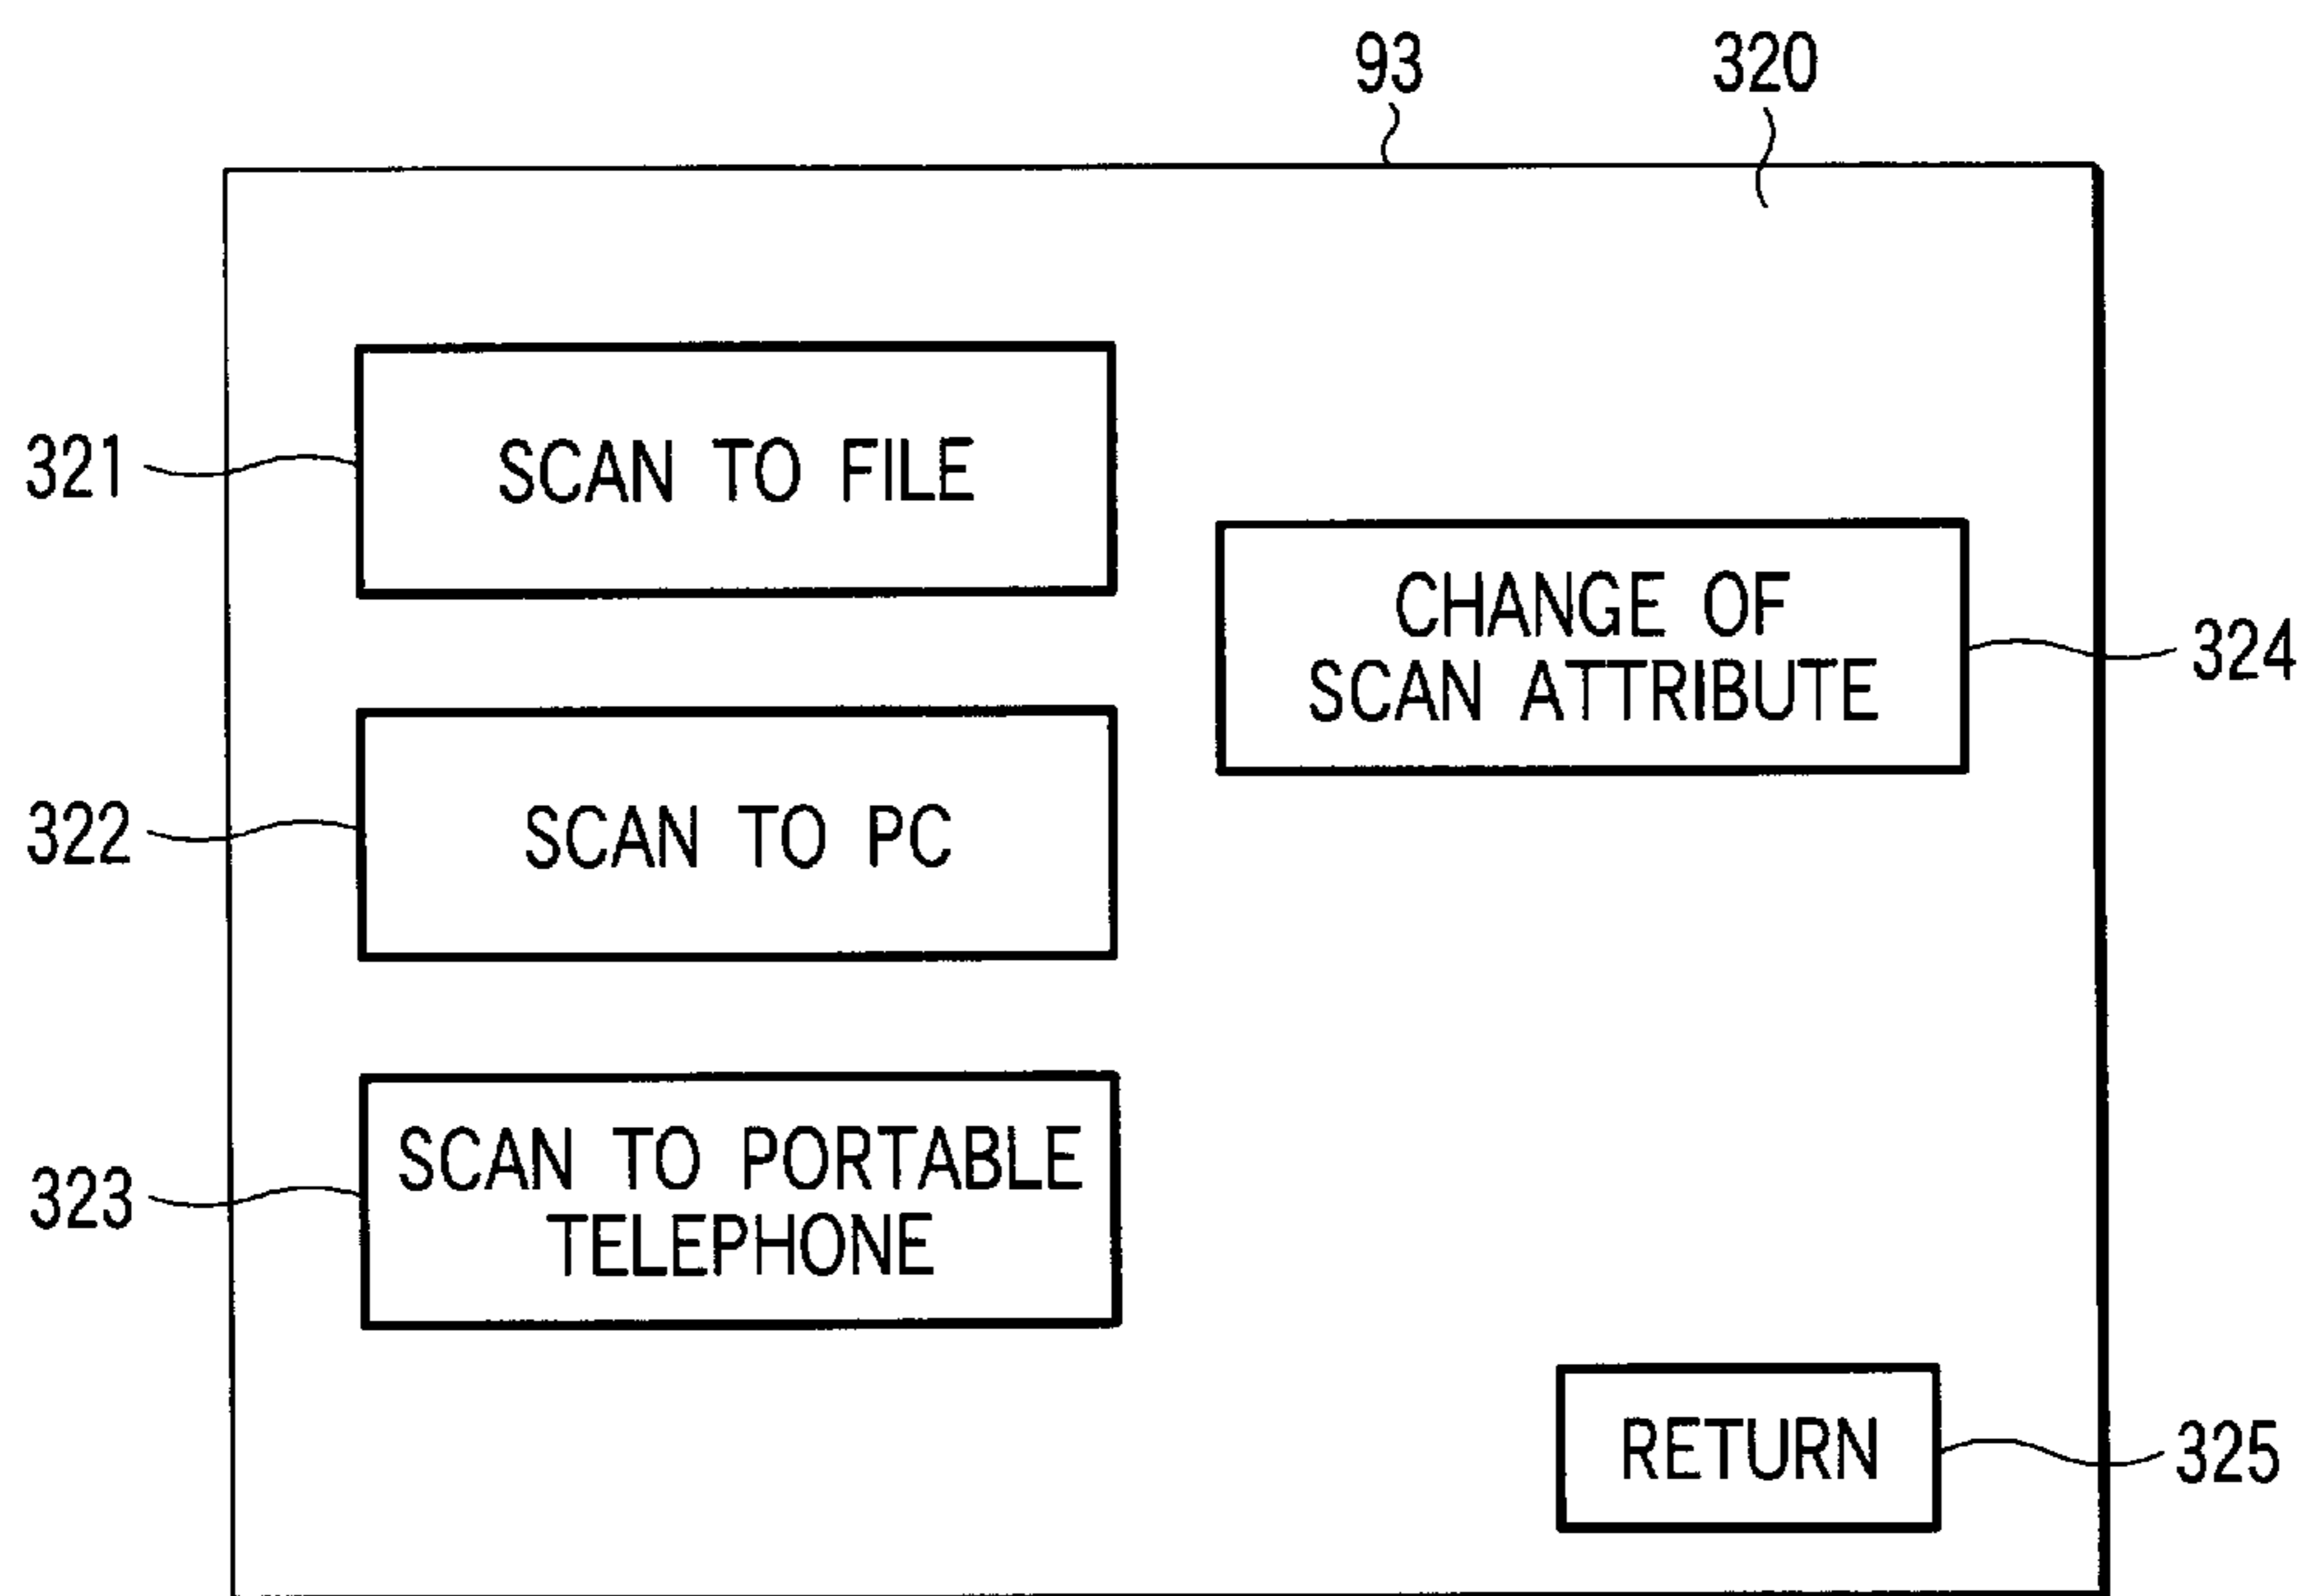 93
320
321
SCAN TO FILE
CHANGE OF
SCAN ATTRIBUTE
324
322
SCAN TO PC
323
SCAN TO PORTABLE
TELEPHONE
RETURN
325